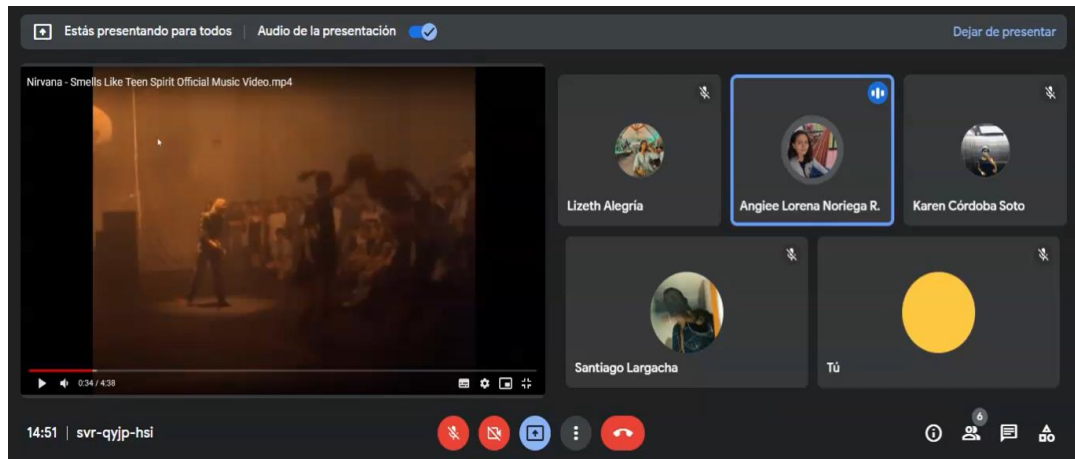 Estás presentando para todos | Audio de la presentación
Dejar de presentar
Nirvana - Smells Like Teen Spirit Official Music Video.mp4
0:34 / 4:38
Lizeth Alegría
Angiee Lorena Noriega R.
Karen Córdoba Soto
Santiago Largacha
Tú
14:51 | svr-qyjp-hsi
6